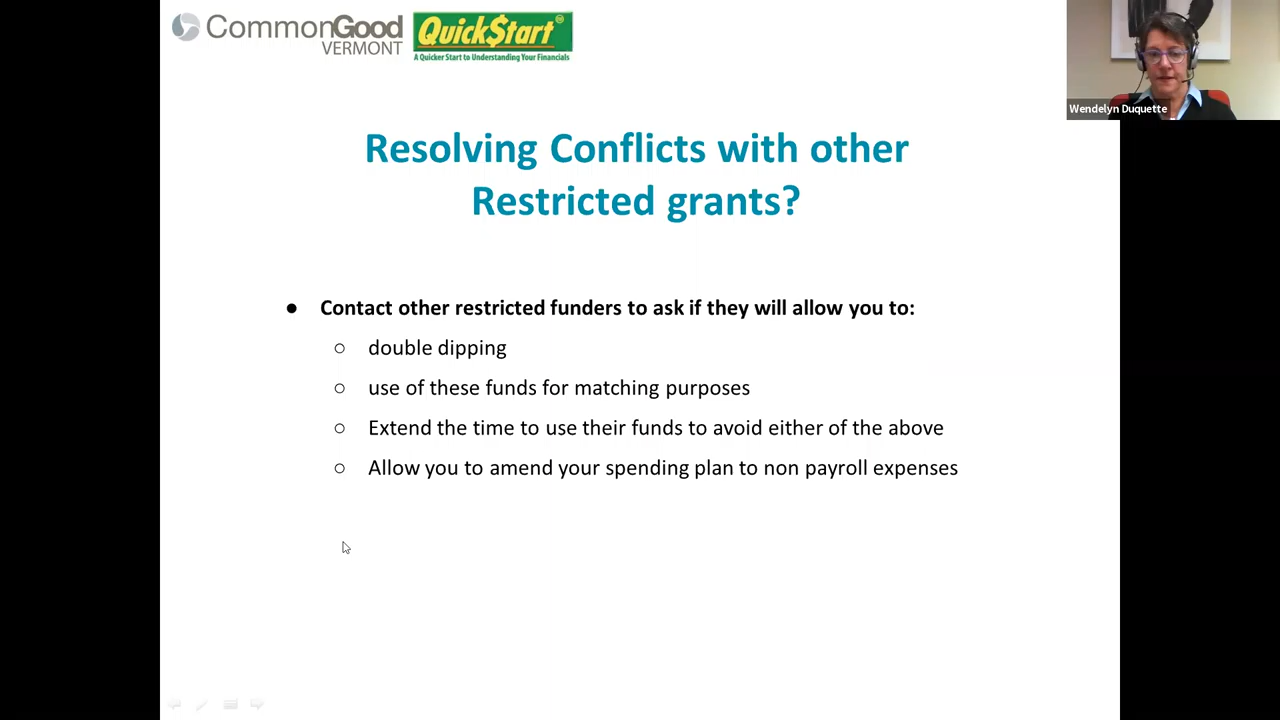 CommonGood
VERMONT
QuickStart
A Quicker Start to Understanding Your Financials
Wendelyn Duquette
Resolving Conflicts with other
Restricted grants?
● Contact other restricted funders to ask if they will allow you to:
○ double dipping
○ use of these funds for matching purposes
○ Extend the time to use their funds to avoid either of the above
○ Allow you to amend your spending plan to non payroll expenses